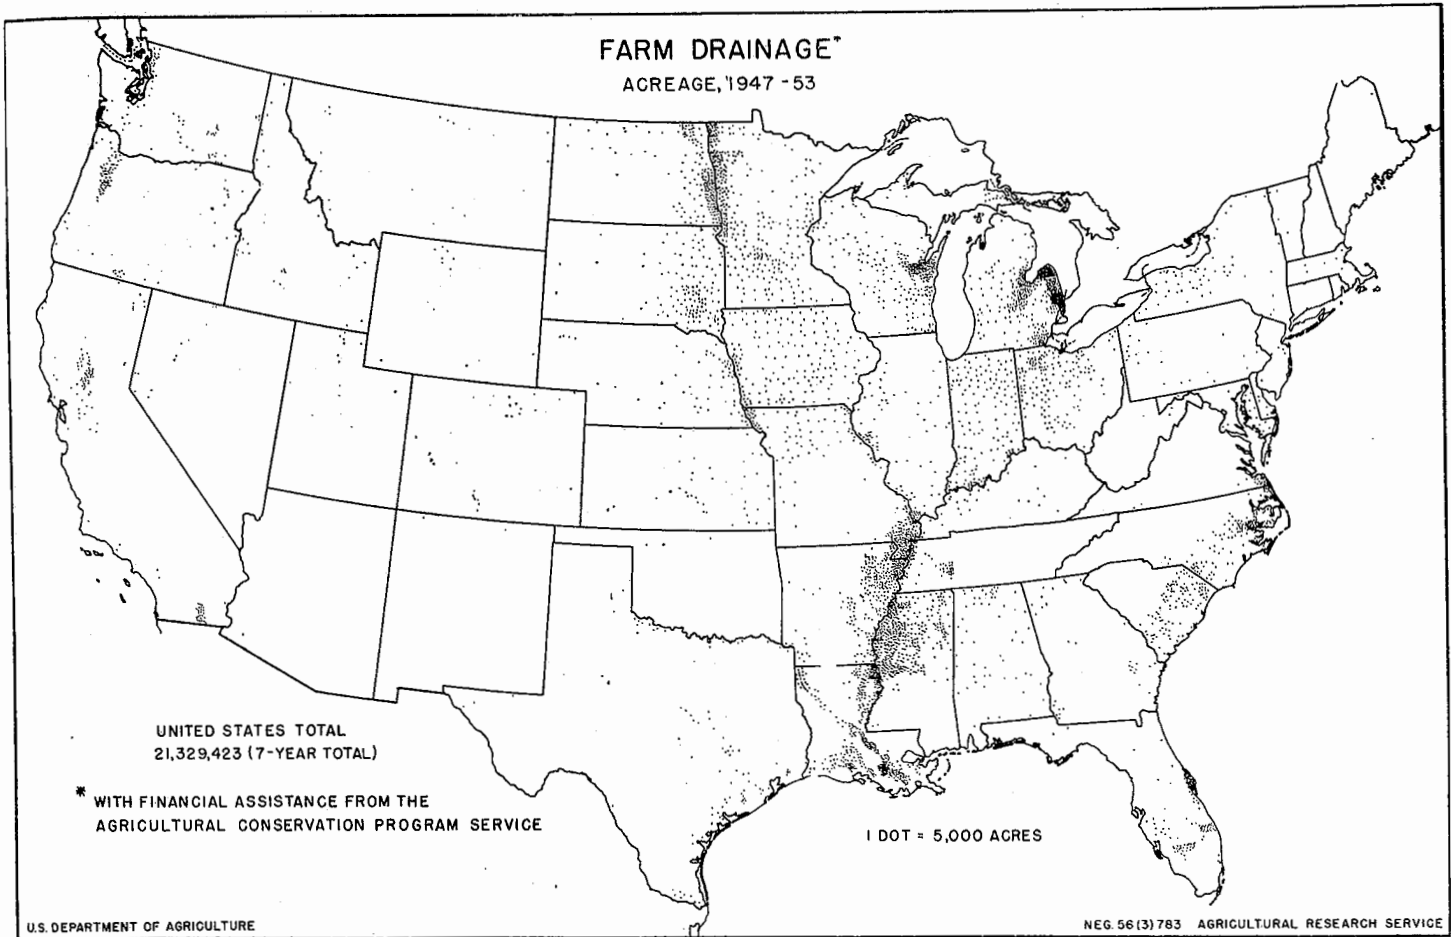 FARM DRAINAGE*
ACREAGE, 1947-53
UNITED STATES TOTAL
21,329,423 (7-YEAR TOTAL)
* WITH FINANCIAL ASSISTANCE FROM THE
AGRICULTURAL CONSERVATION PROGRAM SERVICE
1 DOT = 5,000 ACRES
U.S. DEPARTMENT OF AGRICULTURE
NEG. 56(3)783 AGRICULTURAL RESEARCH SERVICE